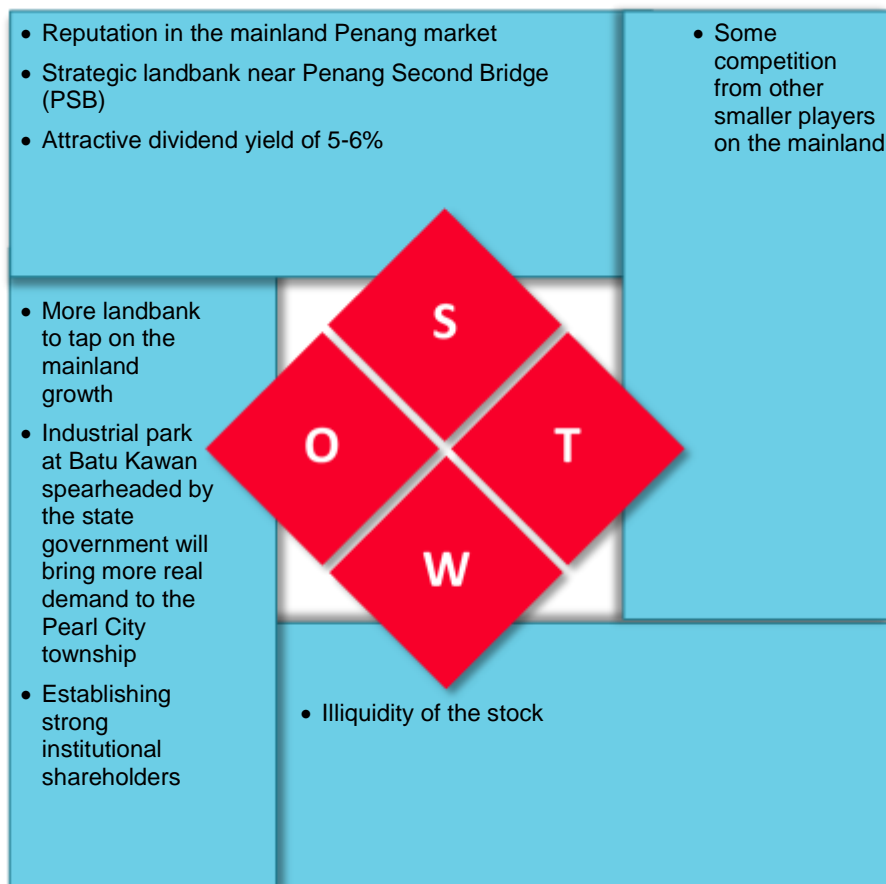 • Reputation in the mainland Penang market
• Strategic landbank near Penang Second Bridge
(PSB)
• Attractive dividend yield of 5-6%
• Some
competition
from other
smaller players
on the mainland
• More landbank
to tap on the
mainland
growth
• Industrial park
at Batu Kawan
spearheaded by
the state
government will
bring more real
demand to the
Pearl City
township
• Establishing
strong
institutional
shareholders
S
O
T
W
• Illiquidity of the stock